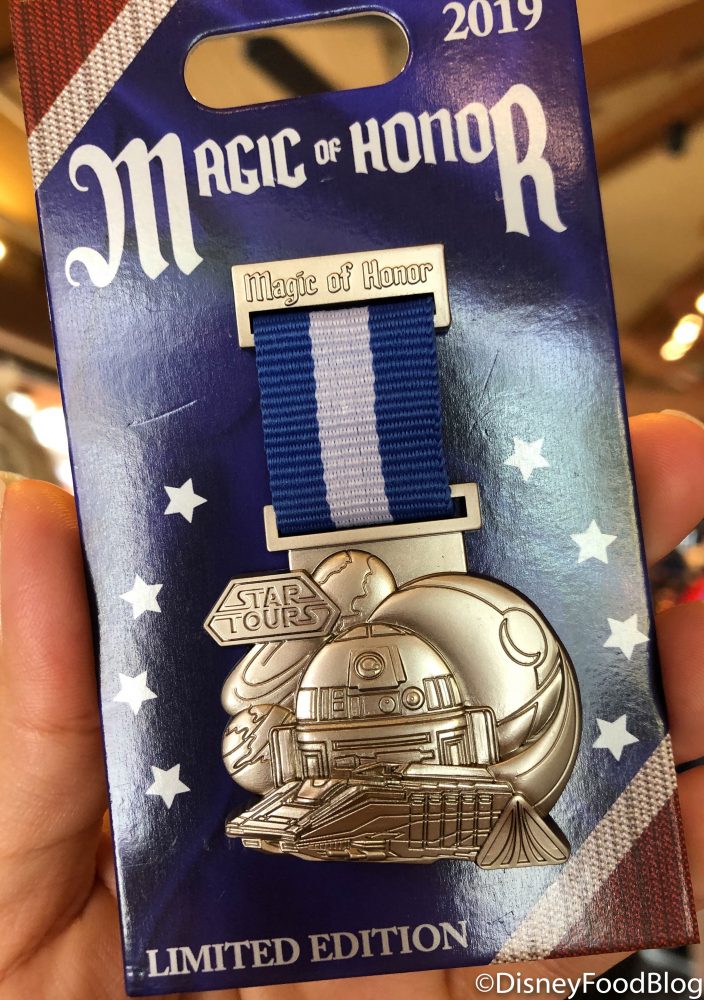 2019
MAGIC OF HONOR
Magic of Honor
STAR
TOURS
LIMITED EDITION
©DisneyFoodBlog